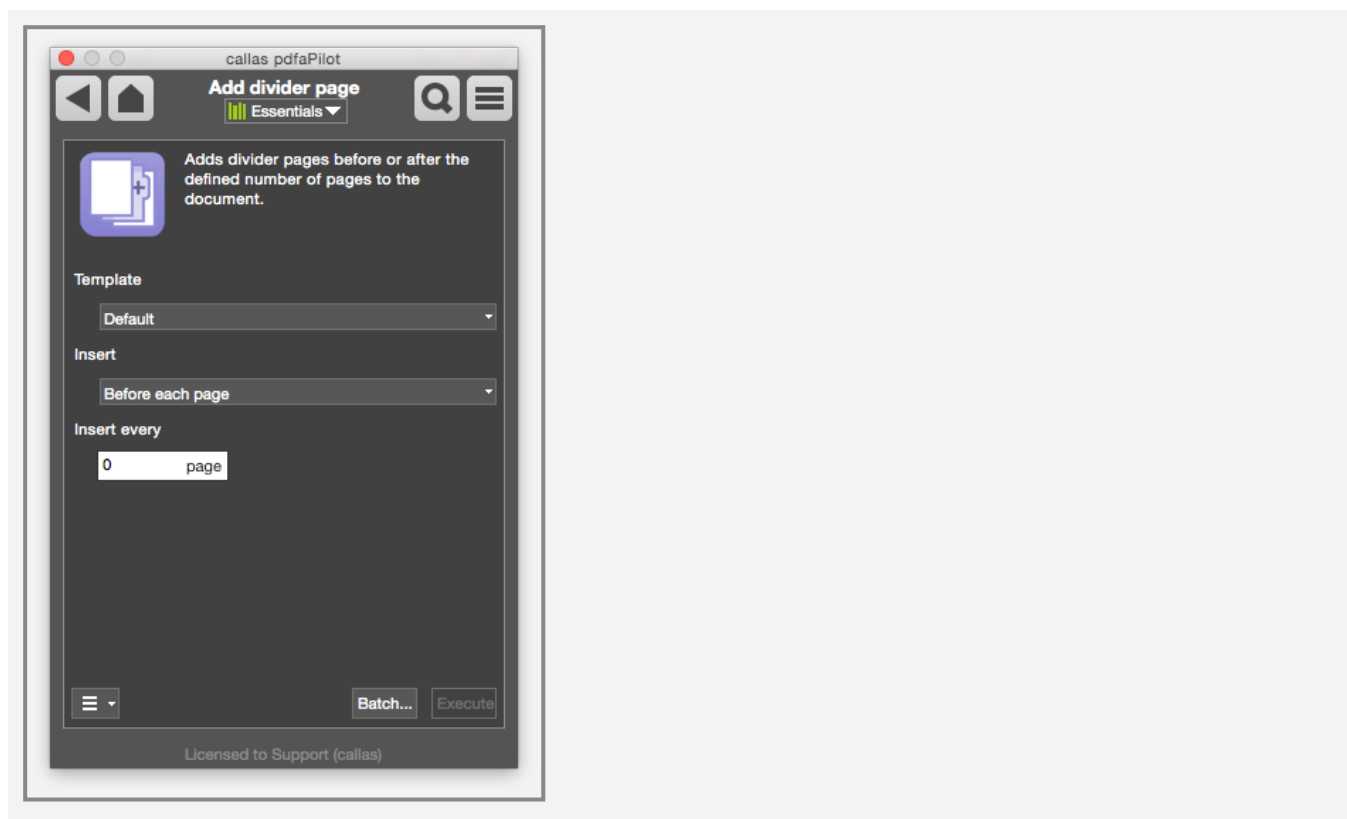 callas pdfaPilot
Add divider page
Essentials
Adds divider pages before or after the
defined number of pages to the
document.
Template
Default
Insert
Before each page
Insert every
0 page
Batch... Execute
Licensed to Support (callas)